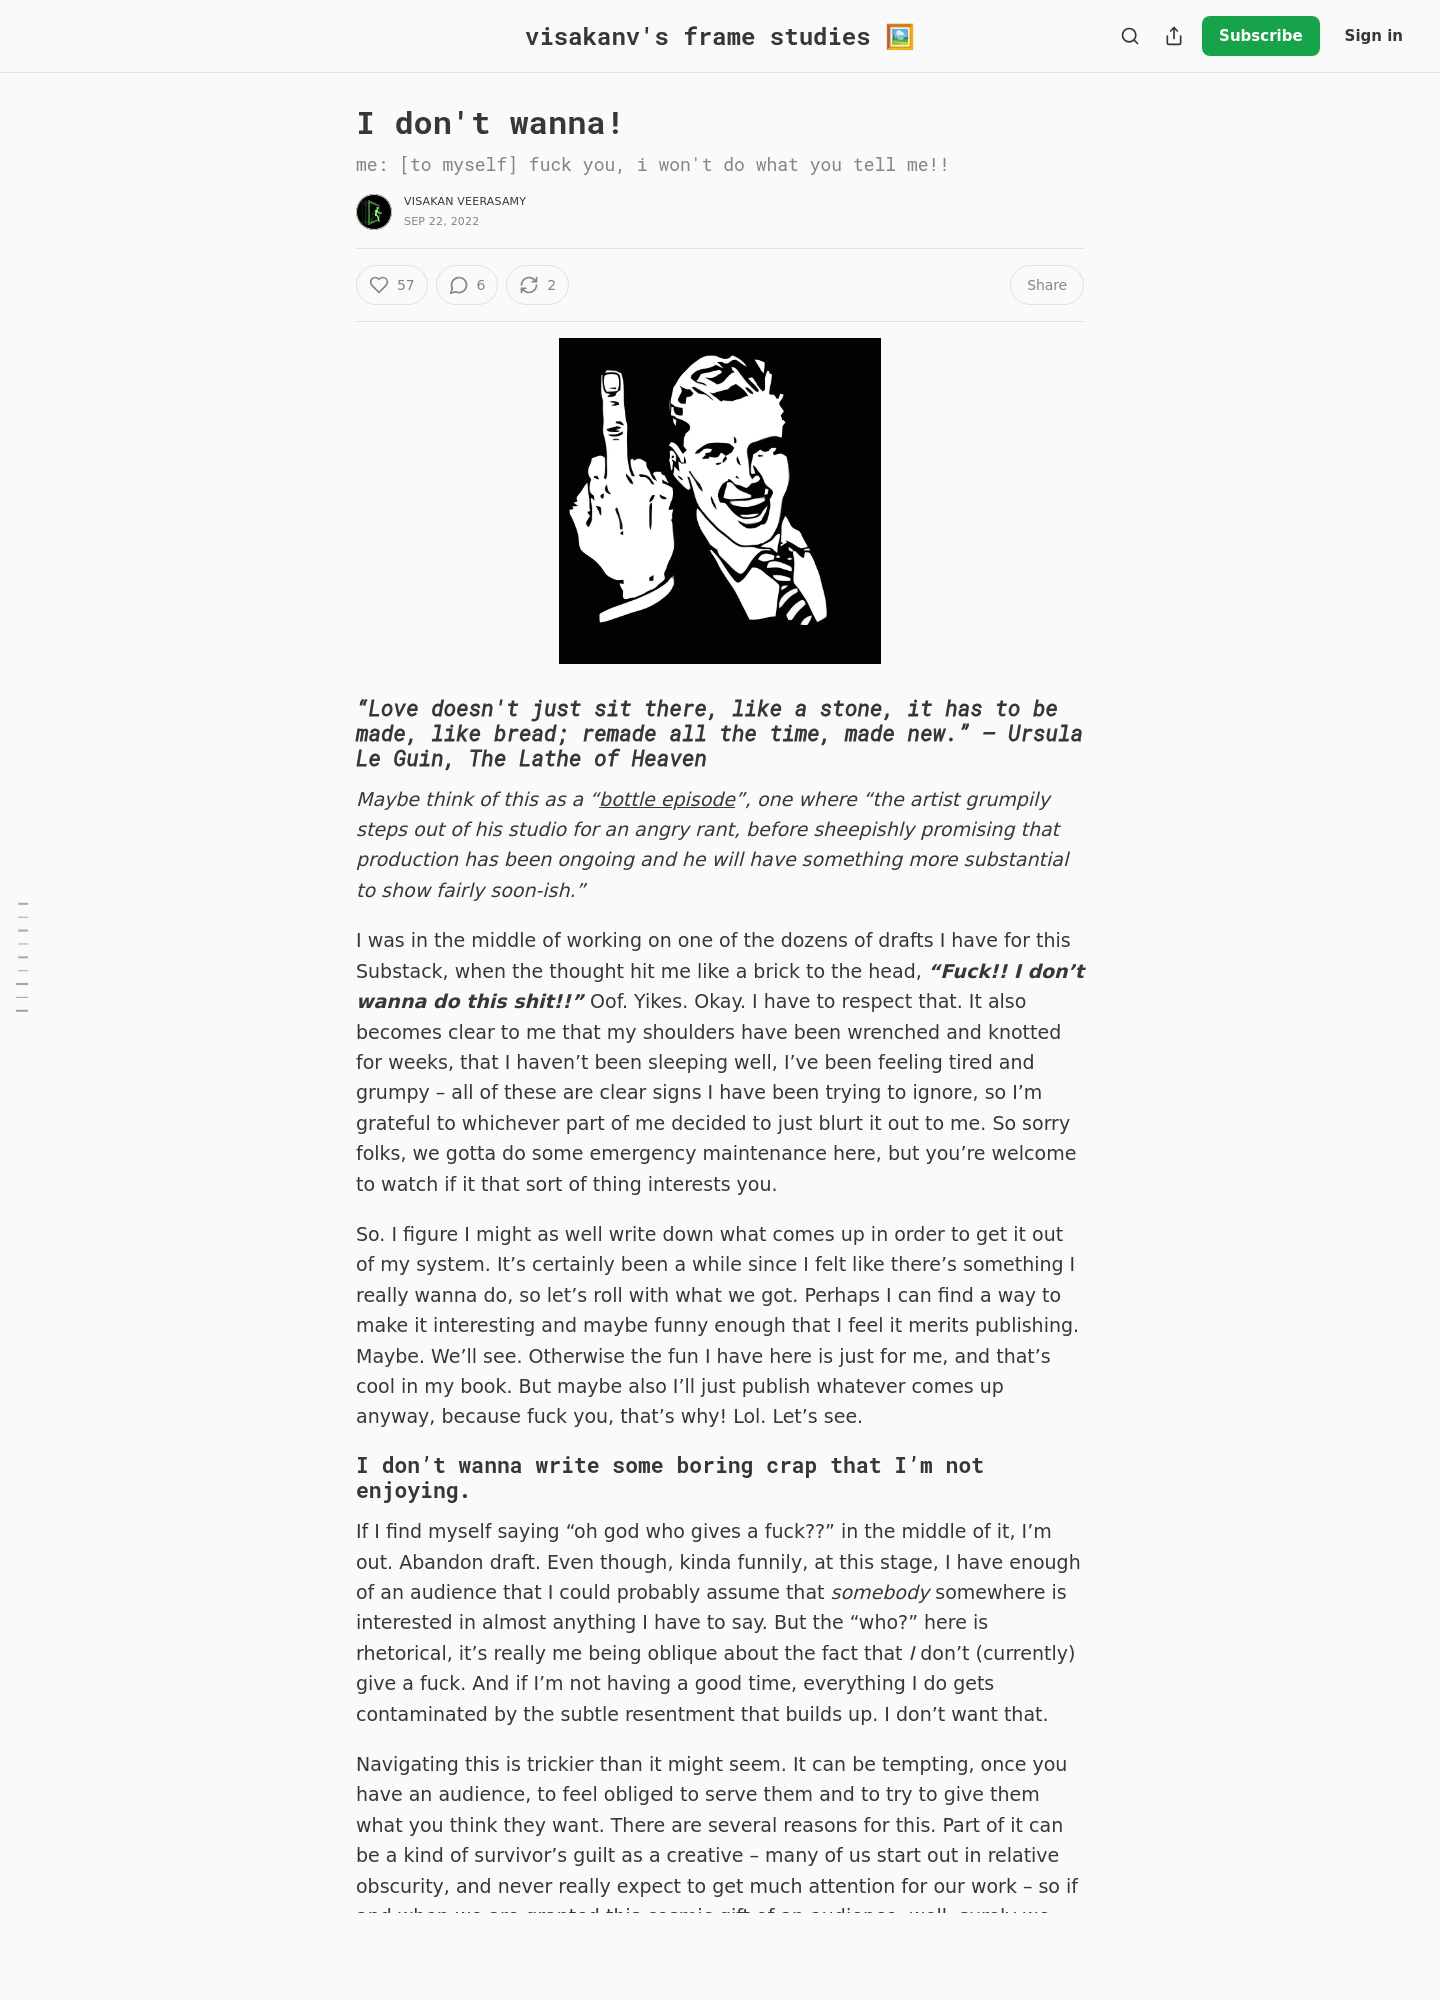 visakanv's frame studies 🖼️
Subscribe
Sign in
I don't wanna!
me: [to myself] fuck you, i won't do what you tell me!!
VISAKAN VEERASAMY
SEP 22, 2022
57
6
2
Share
“Love doesn't just sit there, like a stone, it has to be
made, like bread; remade all the time, made new.” — Ursula
Le Guin, The Lathe of Heaven
Maybe think of this as a “bottle episode”, one where “the artist grumpily
steps out of his studio for an angry rant, before sheepishly promising that
production has been ongoing and he will have something more substantial
to show fairly soon-ish.”
I was in the middle of working on one of the dozens of drafts I have for this
Substack, when the thought hit me like a brick to the head, “Fuck!! I don’t
wanna do this shit!!” Oof. Yikes. Okay. I have to respect that. It also
becomes clear to me that my shoulders have been wrenched and knotted
for weeks, that I haven’t been sleeping well, I’ve been feeling tired and
grumpy – all of these are clear signs I have been trying to ignore, so I’m
grateful to whichever part of me decided to just blurt it out to me. So sorry
folks, we gotta do some emergency maintenance here, but you’re welcome
to watch if it that sort of thing interests you.
So. I figure I might as well write down what comes up in order to get it out
of my system. It’s certainly been a while since I felt like there’s something I
really wanna do, so let’s roll with what we got. Perhaps I can find a way to
make it interesting and maybe funny enough that I feel it merits publishing.
Maybe. We’ll see. Otherwise the fun I have here is just for me, and that’s
cool in my book. But maybe also I’ll just publish whatever comes up
anyway, because fuck you, that’s why! Lol. Let’s see.
I don’t wanna write some boring crap that I’m not
enjoying.
If I find myself saying “oh god who gives a fuck??” in the middle of it, I’m
out. Abandon draft. Even though, kinda funnily, at this stage, I have enough
of an audience that I could probably assume that somebody somewhere is
interested in almost anything I have to say. But the “who?” here is
rhetorical, it’s really me being oblique about the fact that I don’t (currently)
give a fuck. And if I’m not having a good time, everything I do gets
contaminated by the subtle resentment that builds up. I don’t want that.
Navigating this is trickier than it might seem. It can be tempting, once you
have an audience, to feel obliged to serve them and to try to give them
what you think they want. There are several reasons for this. Part of it can
be a kind of survivor’s guilt as a creative – many of us start out in relative
obscurity, and never really expect to get much attention for our work – so if
and when we are granted this cosmic gift of an audience, well, surely we